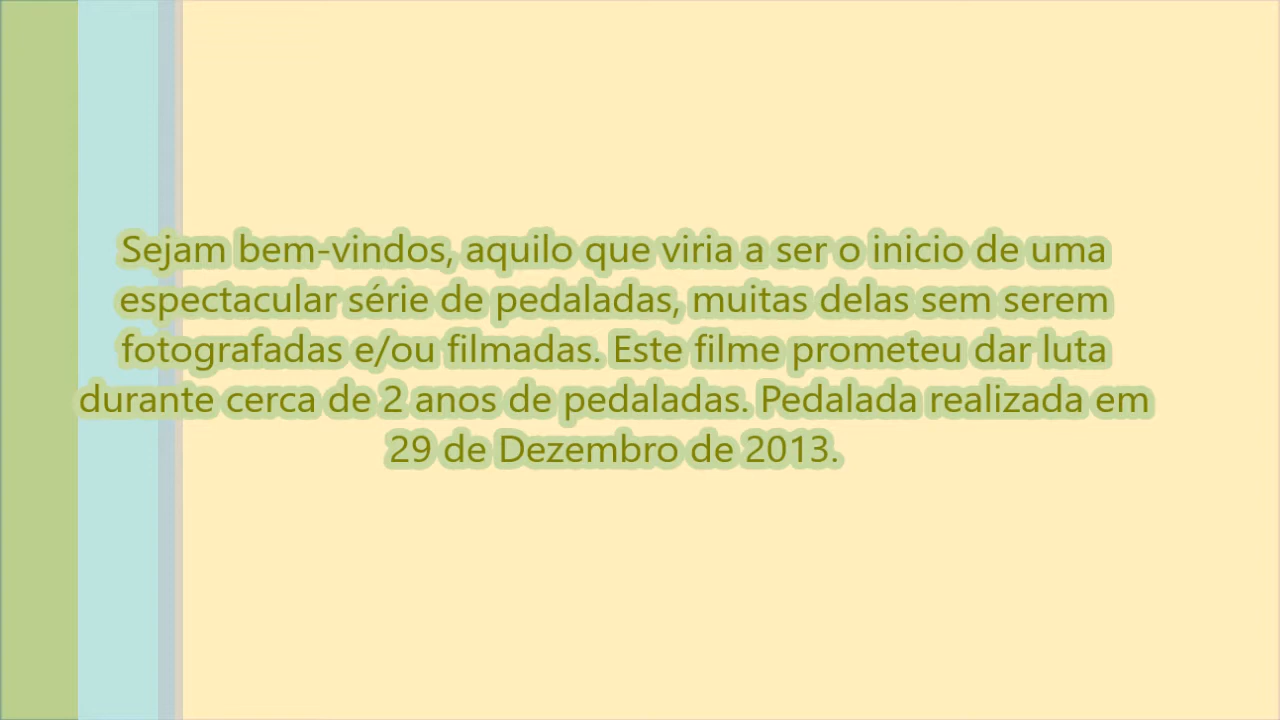 Sejam bem-vindos, aquilo que viria a ser o inicio de uma
espectacular série de pedaladas, muitas delas sem serem
fotografadas e/ou filmadas. Este filme prometeu dar luta
durante cerca de 2 anos de pedaladas. Pedalada realizada em
29 de Dezembro de 2013.